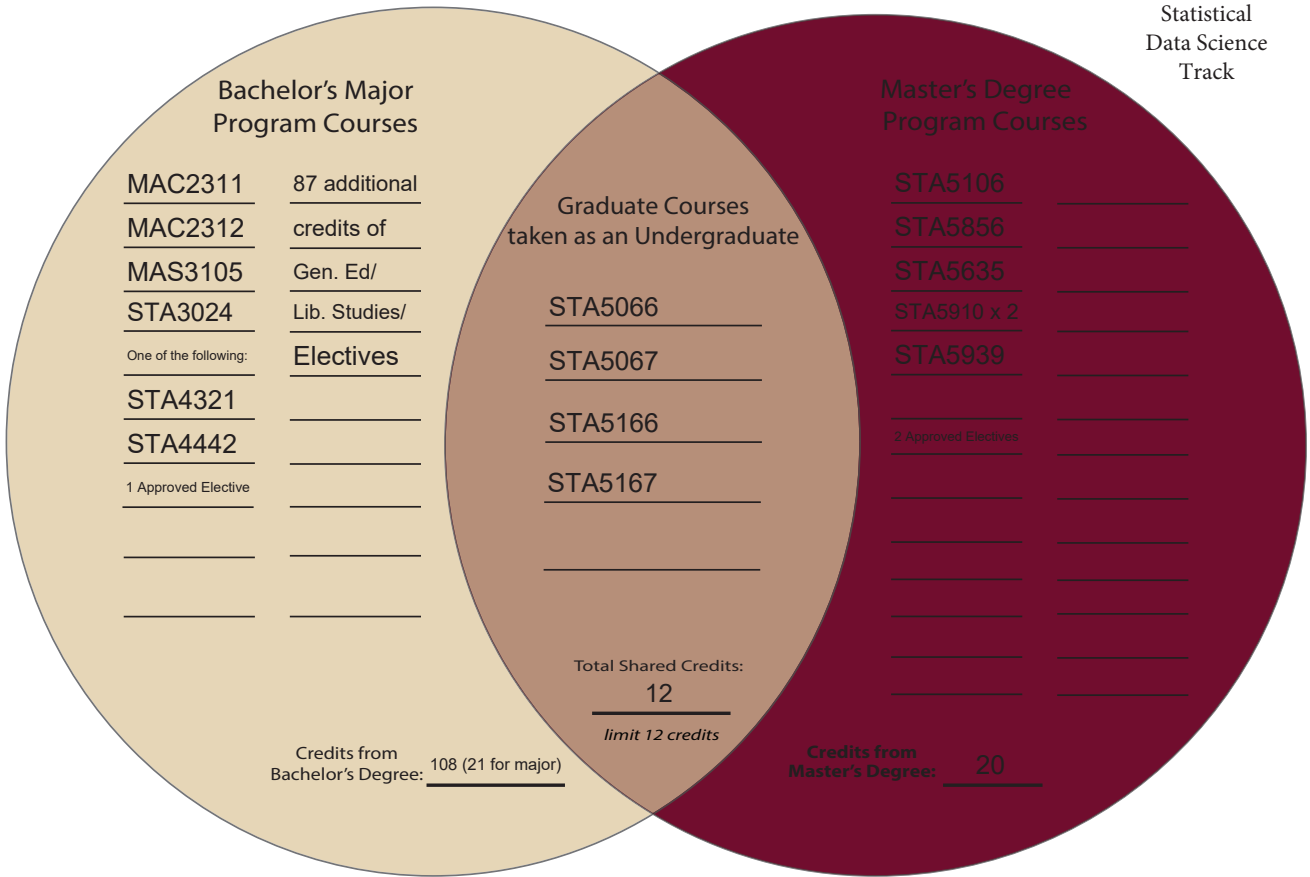 Statistical
Data Science
Track
Bachelor's Major
Program Courses
MAC2311
MAC2312
MAS3105
STA3024
One of the following:
STA4321
STA4442
1 Approved Elective
87 additional
credits of
Gen. Ed/
Lib. Studies/
Electives
Credits from
Bachelor's Degree: 108 (21 for major)
Graduate Courses
taken as an Undergraduate
STA5066
STA5067
STA5166
STA5167
Total Shared Credits:
12
limit 12 credits
Master's Degree
Program Courses
STA5106
STA5856
STA5635
STA5910 x 2
STA5939
2 Approved Electives
Credits from
Master's Degree: 20